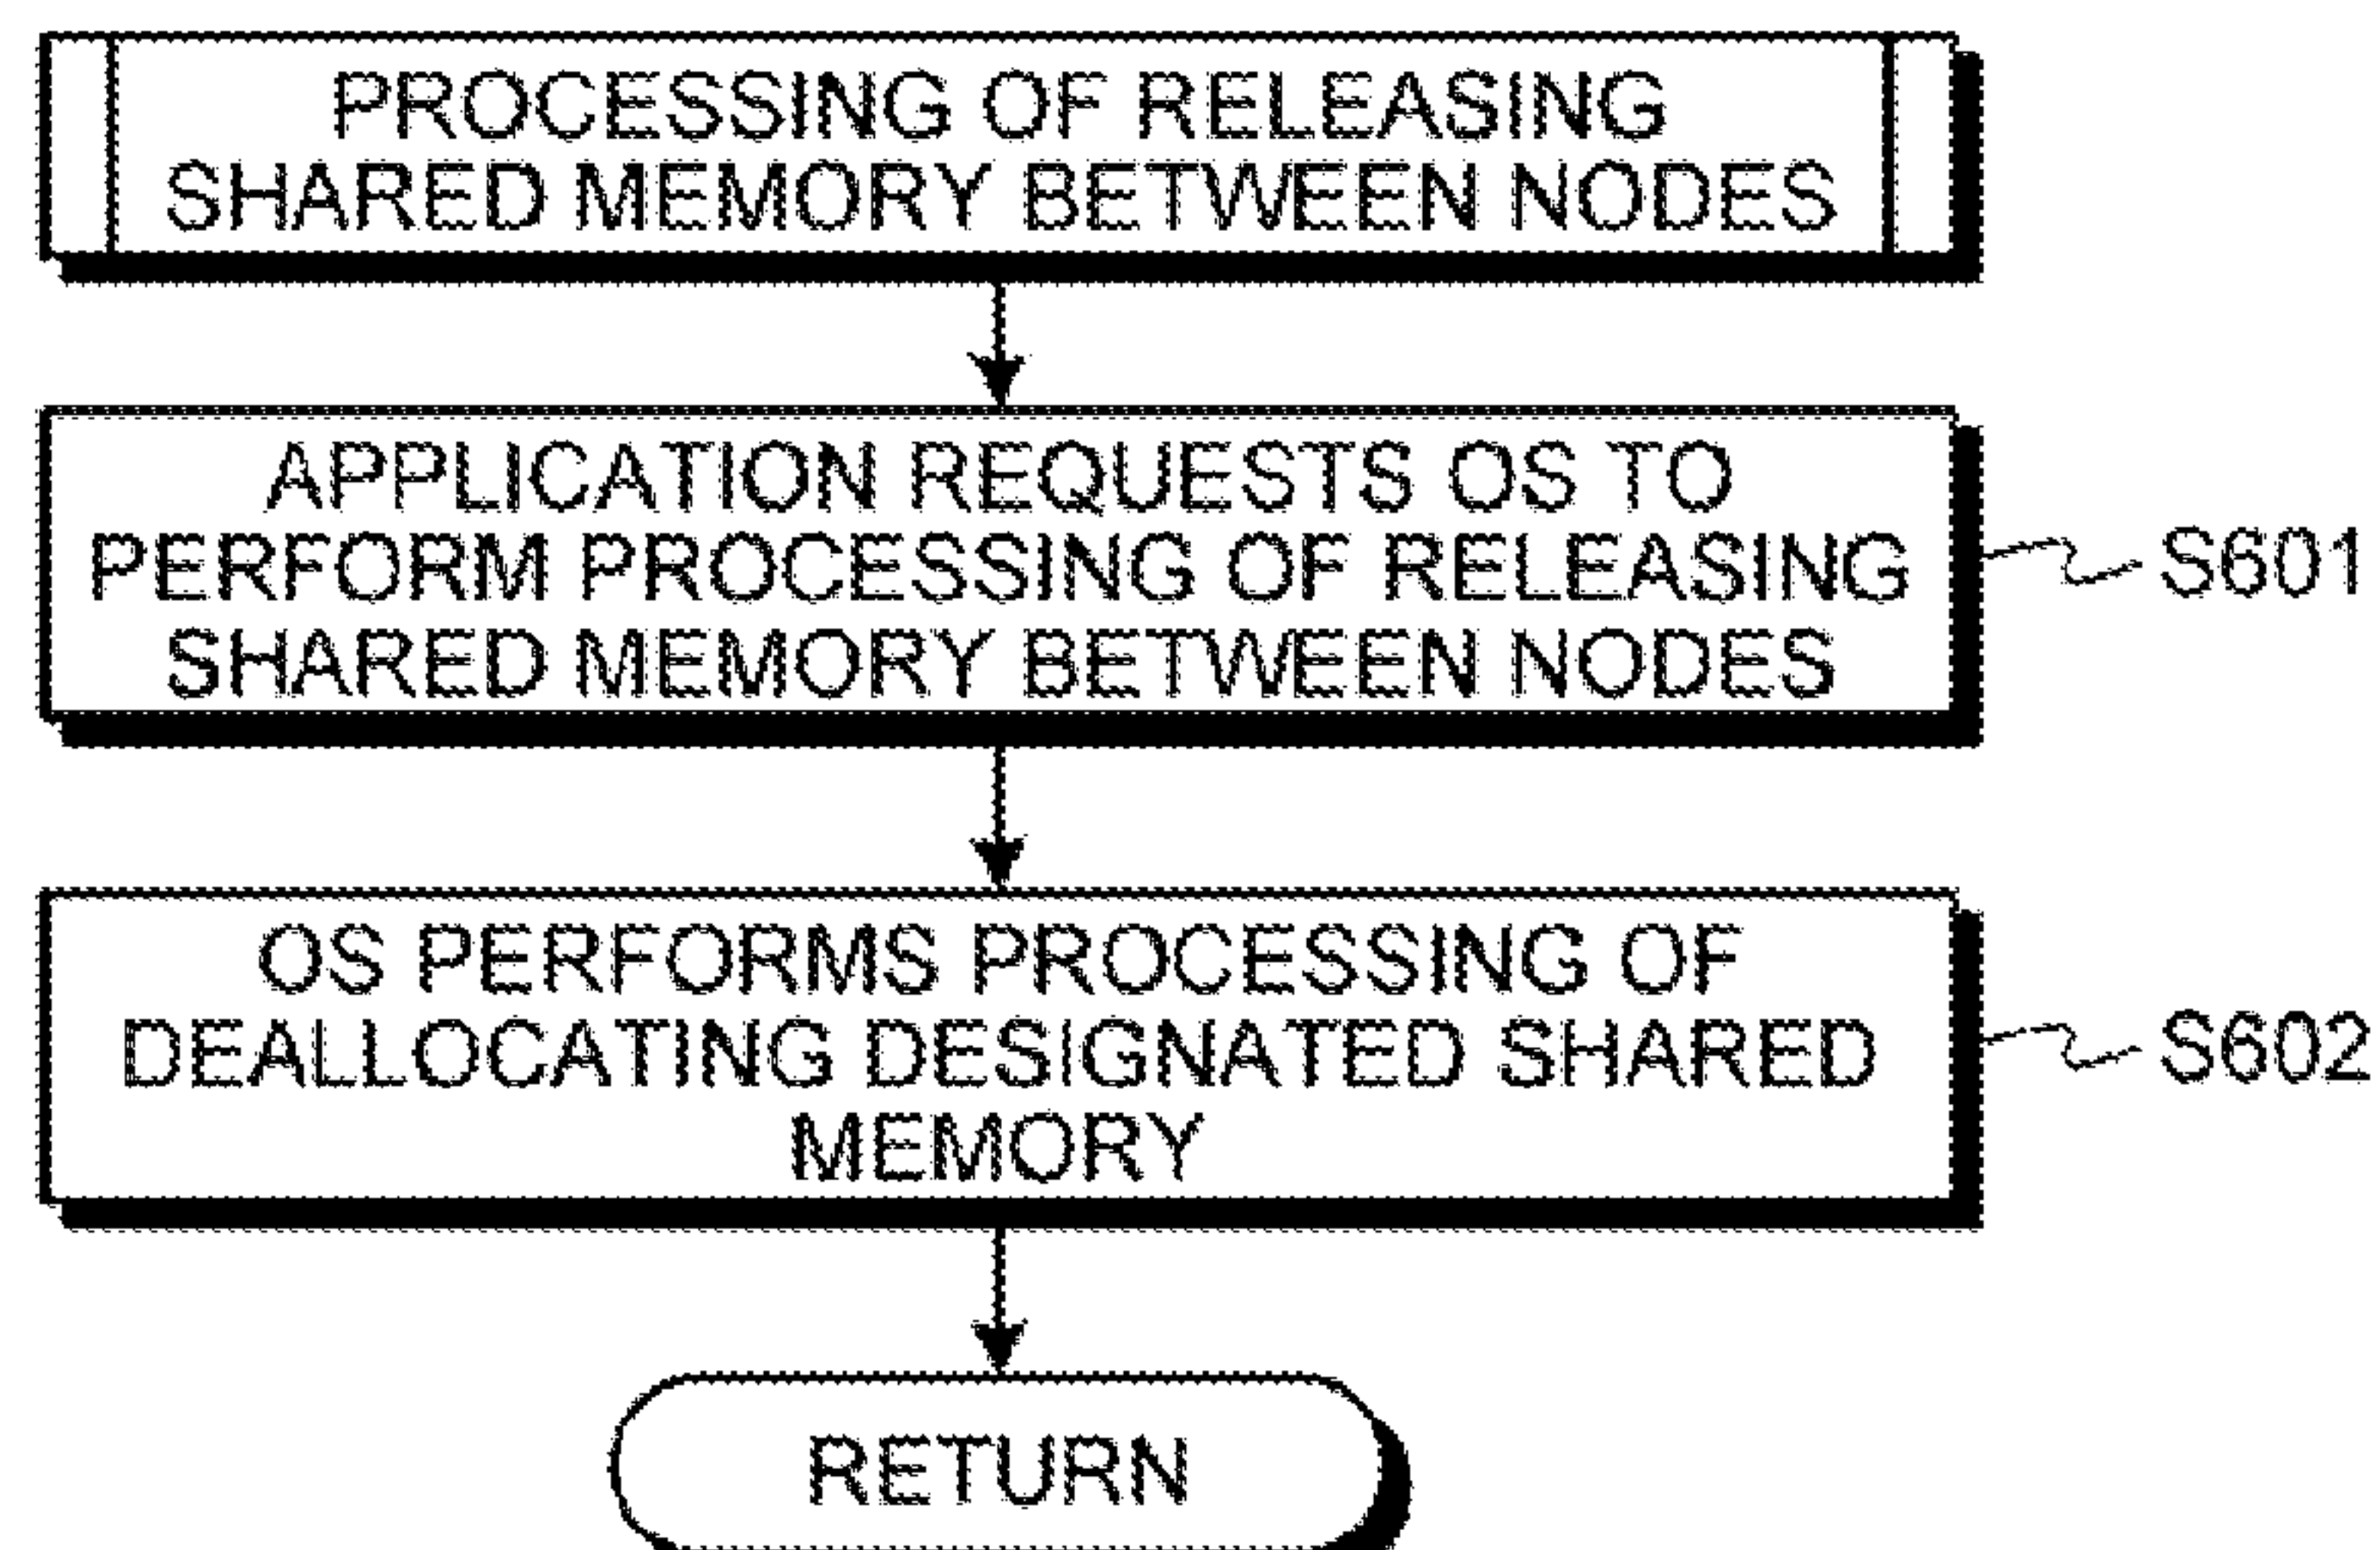 PROCESSING OF RELEASING
SHARED MEMORY BETWEEN NODES
APPLICATION REQUESTS OS TO
PERFORM PROCESSING OF RELEASING
SHARED MEMORY BETWEEN NODES
S601
OS PERFORMS PROCESSING OF
DEALLOCATING DESIGNATED SHARED
MEMORY
S602
RETURN